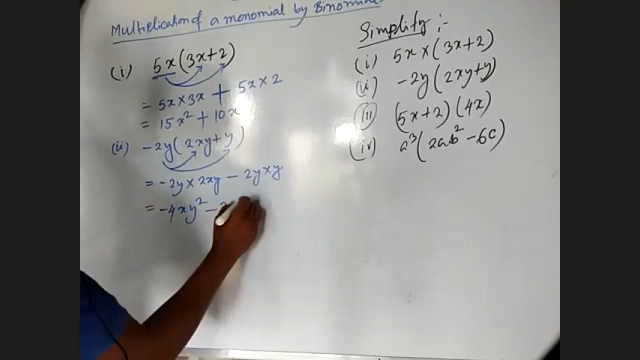 Multiplication of a monomial by Binomial
(i) 5x (3x+2)
= 5x × 3x + 5x × 2
= 15x² + 10x
(ii) -2y (2xy + y)
= -2y × 2xy - 2y × y
= -4xy² - 2
Simplify :-
(i) 5x × (3x+2)
(ii) -2y (2xy+y)
(iii) (5x+2) (4x)
(iv) a³ (2ab² - 6c)